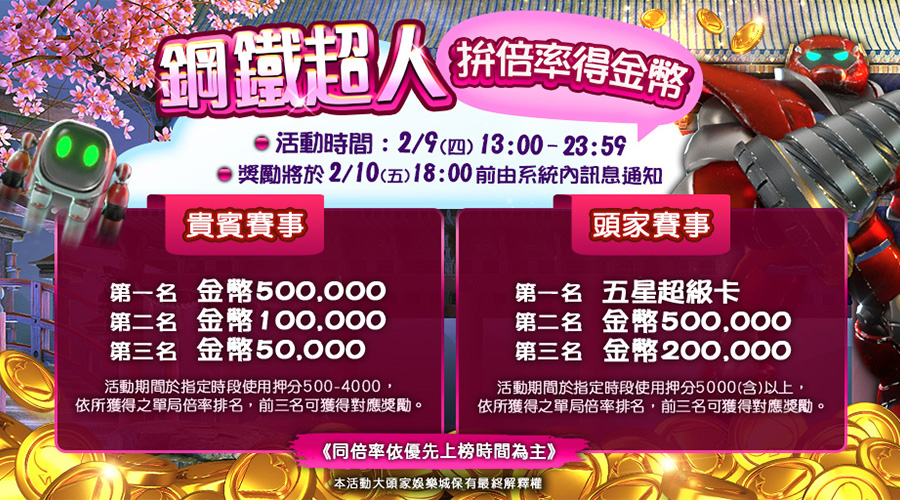 鋼鐵超人
拚倍率得金幣
活動時間：2/9(四) 13:00-23:59
獎勵將於2/10(五)18:00前由系統內訊息通知
貴賓賽事
第一名 金幣500,000
第二名 金幣100,000
第三名 金幣50,000
活動期間於指定時段使用押分500-4000，
依所獲得之單局倍率排名，前三名可獲得對應獎勵。
頭家賽事
第一名 五星超級卡
第二名 金幣500,000
第三名 金幣200,000
活動期間於指定時段使用押分5000(含)以上，
依所獲得之單局倍率排名，前三名可獲得對應獎勵。
《同倍率依優先上榜時間為主》
本活動大頭家娛樂城保有最終解釋權